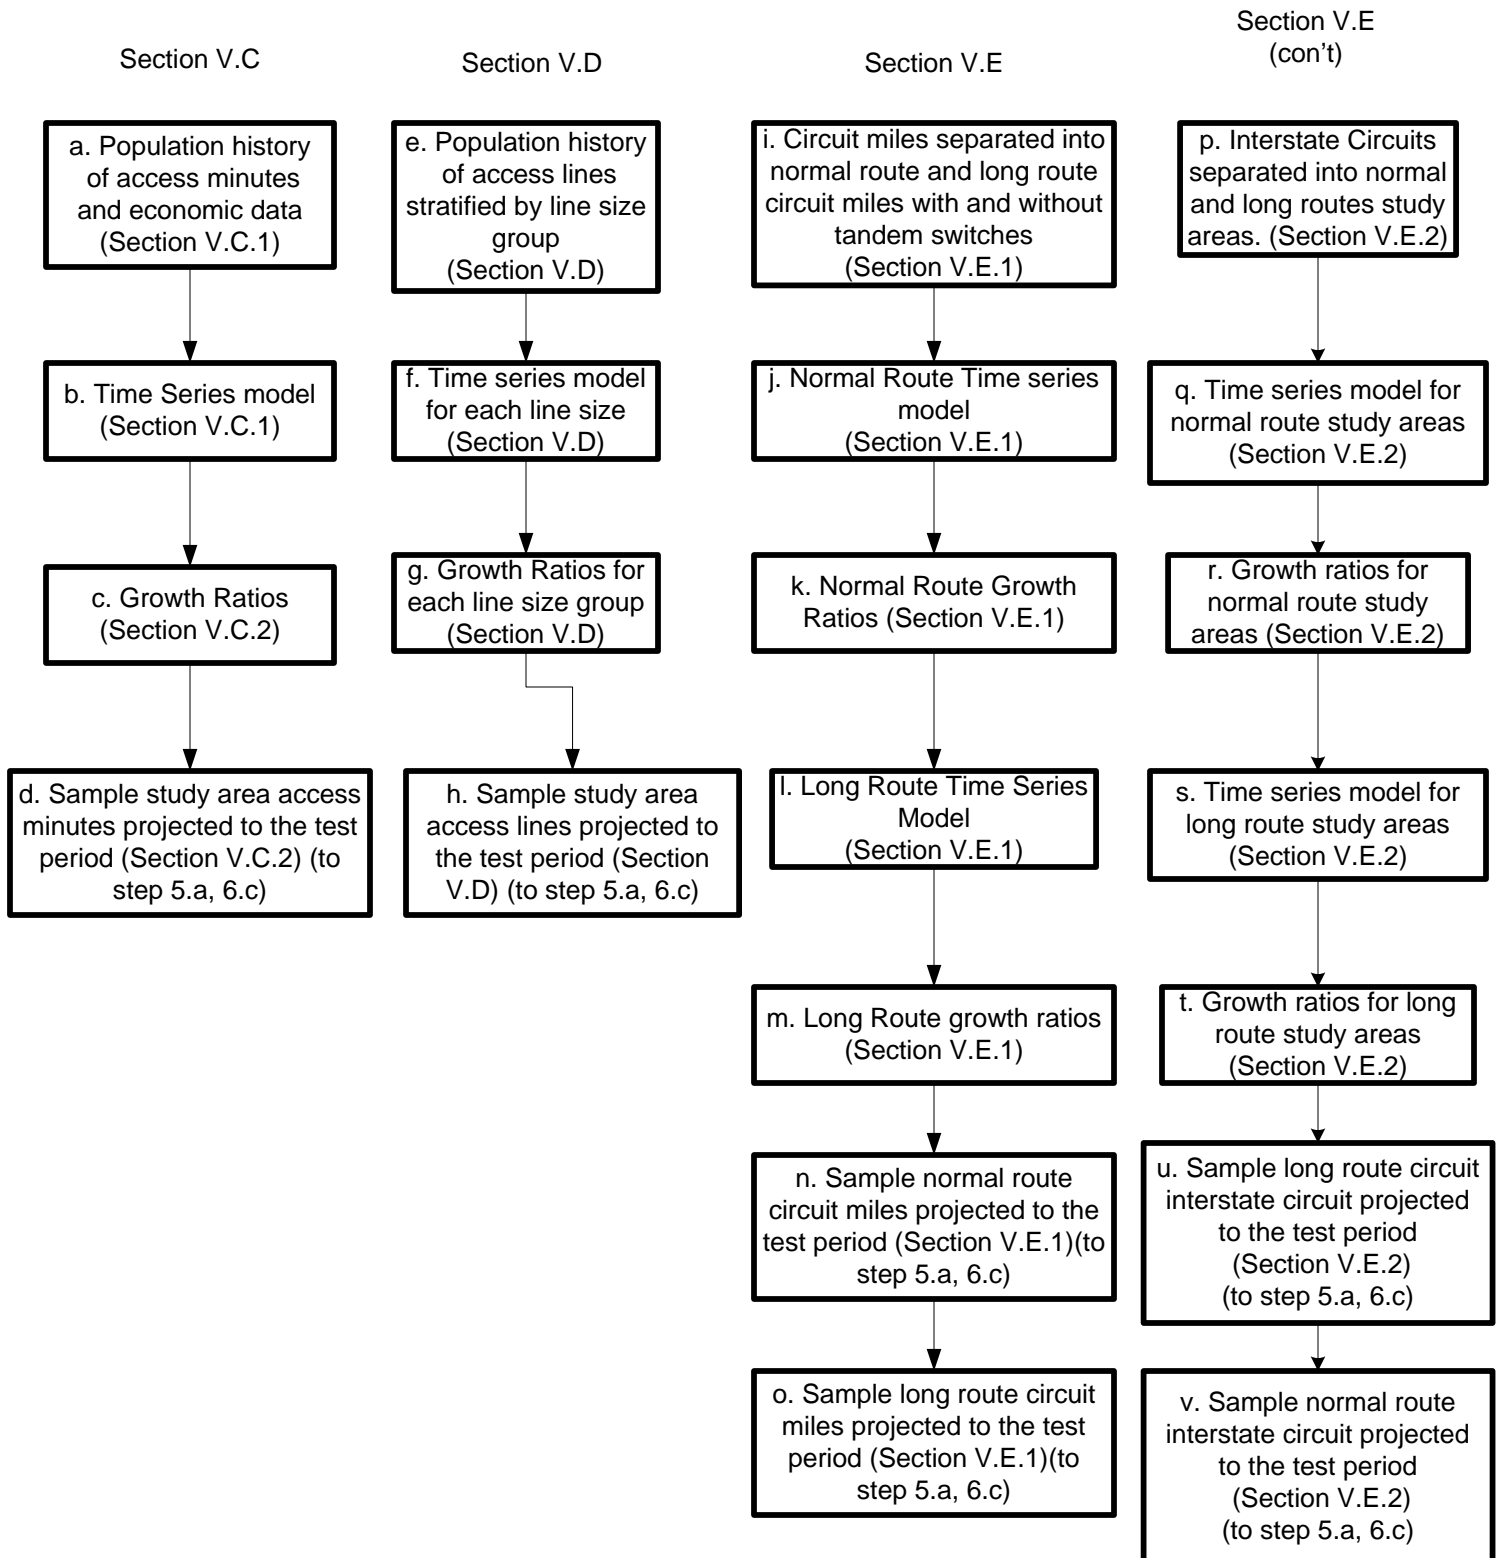 Section V.C
a. Population history
of access minutes
and economic data
(Section V.C.1)
b. Time Series model
(Section V.C.1)
c. Growth Ratios
(Section V.C.2)
d. Sample study area access
minutes projected to the test
period (Section V.C.2) (to
step 5.a, 6.c)
Section V.D
e. Population history
of access lines
stratified by line size
group
(Section V.D)
f. Time series model
for each line size
(Section V.D)
g. Growth Ratios for
each line size group
(Section V.D)
h. Sample study area
access lines projected to
the test period (Section
V.D) (to step 5.a, 6.c)
Section V.E
i. Circuit miles separated into
normal route and long route
circuit miles with and without
tandem switches
(Section V.E.1)
j. Normal Route Time series
model
(Section V.E.1)
k. Normal Route Growth
Ratios (Section V.E.1)
l. Long Route Time Series
Model
(Section V.E.1)
m. Long Route growth ratios
(Section V.E.1)
n. Sample normal route
circuit miles projected to the
test period (Section V.E.1)(to
step 5.a, 6.c)
o. Sample long route circuit
miles projected to the test
period (Section V.E.1)(to
step 5.a, 6.c)
Section V.E
(con’t)
p. Interstate Circuits
separated into normal
and long routes study
areas. (Section V.E.2)
q. Time series model for
normal route study areas
(Section V.E.2)
r. Growth ratios for
normal route study
areas (Section V.E.2)
s. Time series model for
long route study areas
(Section V.E.2)
t. Growth ratios for long
route study areas
(Section V.E.2)
u. Sample long route circuit
interstate circuit projected
to the test period
(Section V.E.2)
(to step 5.a, 6.c)
v. Sample normal route
interstate circuit projected
to the test period
(Section V.E.2)
(to step 5.a, 6.c)